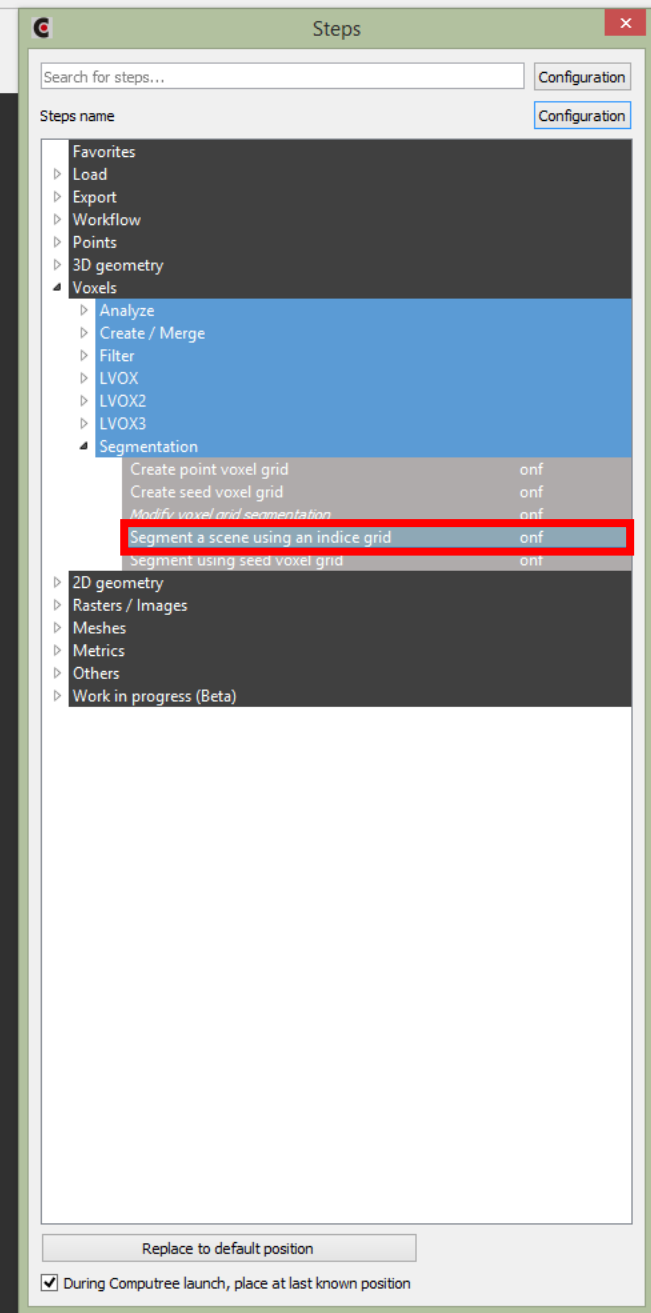 Steps
Search for steps... Configuration
Steps name Configuration
Favorites
Load
Export
Workflow
Points
3D geometry
Voxels
Analyze
Create / Merge
Filter
LVOX
LVOX2
LVOX3
Segmentation
Create point voxel grid onf
Create seed voxel grid onf
Modify voxel grid segmentation onf
Segment a scene using an indice grid onf
Segment using seed voxel grid onf
2D geometry
Rasters / Images
Meshes
Metrics
Others
Work in progress (Beta)
Replace to default position
During Computree launch, place at last known position